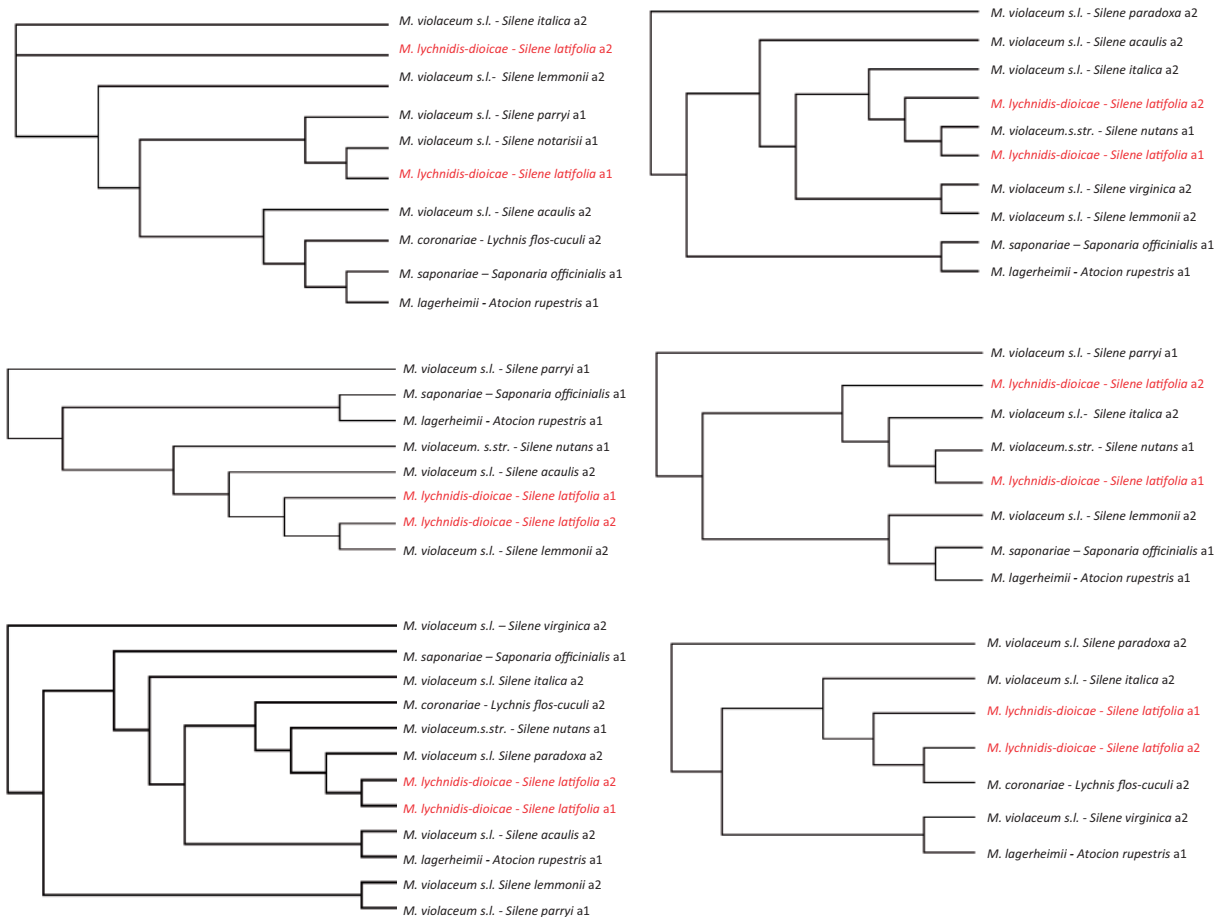 M. violaceum s.l. - Silene italica a2
M. lychnidis-dioicae - Silene latifolia a2
M. violaceum s.l.- Silene lemmonii a2
M. violaceum s.l. - Silene parryi a1
M. violaceum s.l. - Silene notarisii a1
M. lychnidis-dioicae - Silene latifolia a1
M. violaceum s.l. - Silene acaulis a2
M. coronariae - Lychnis flos-cuculi a2
M. saponariae – Saponaria officinialis a1
M. lagerheimii - Atocion rupestris a1
M. violaceum s.l. - Silene paradoxa a2
M. violaceum s.l. - Silene acaulis a2
M. violaceum s.l. - Silene italica a2
M. lychnidis-dioicae - Silene latifolia a2
M. violaceum.s.str. - Silene nutans a1
M. lychnidis-dioicae - Silene latifolia a1
M. violaceum s.l. - Silene virginica a2
M. violaceum s.l. - Silene lemmonii a2
M. saponariae – Saponaria officinialis a1
M. lagerheimii - Atocion rupestris a1
M. violaceum s.l. - Silene parryi a1
M. saponariae – Saponaria officinialis a1
M. lagerheimii - Atocion rupestris a1
M. violaceum. s.str. - Silene nutans a1
M. violaceum s.l. - Silene acaulis a2
M. lychnidis-dioicae - Silene latifolia a1
M. lychnidis-dioicae - Silene latifolia a2
M. violaceum s.l. - Silene lemmonii a2
M. violaceum s.l. - Silene parryi a1
M. lychnidis-dioicae - Silene latifolia a2
M. violaceum s.l.- Silene italica a2
M. violaceum.s.str. - Silene nutans a1
M. lychnidis-dioicae - Silene latifolia a1
M. violaceum s.l. - Silene lemmonii a2
M. saponariae – Saponaria officinialis a1
M. lagerheimii - Atocion rupestris a1
M. violaceum s.l. – Silene virginica a2
M. saponariae – Saponaria officinialis a1
M. violaceum s.l. Silene italica a2
M. coronariae - Lychnis flos-cuculi a2
M. violaceum.s.str. - Silene nutans a1
M. violaceum s.l. Silene paradoxa a2
M. lychnidis-dioicae - Silene latifolia a2
M. lychnidis-dioicae - Silene latifolia a1
M. violaceum s.l. - Silene acaulis a2
M. lagerheimii - Atocion rupestris a1
M. violaceum s.l. Silene lemmonii a2
M. violaceum s.l. - Silene parryi a1
M. violaceum s.l. Silene paradoxa a2
M. violaceum s.l. - Silene italica a2
M. lychnidis-dioicae - Silene latifolia a1
M. lychnidis-dioicae - Silene latifolia a2
M. coronariae - Lychnis flos-cuculi a2
M. violaceum s.l. - Silene virginica a2
M. lagerheimii - Atocion rupestris a1